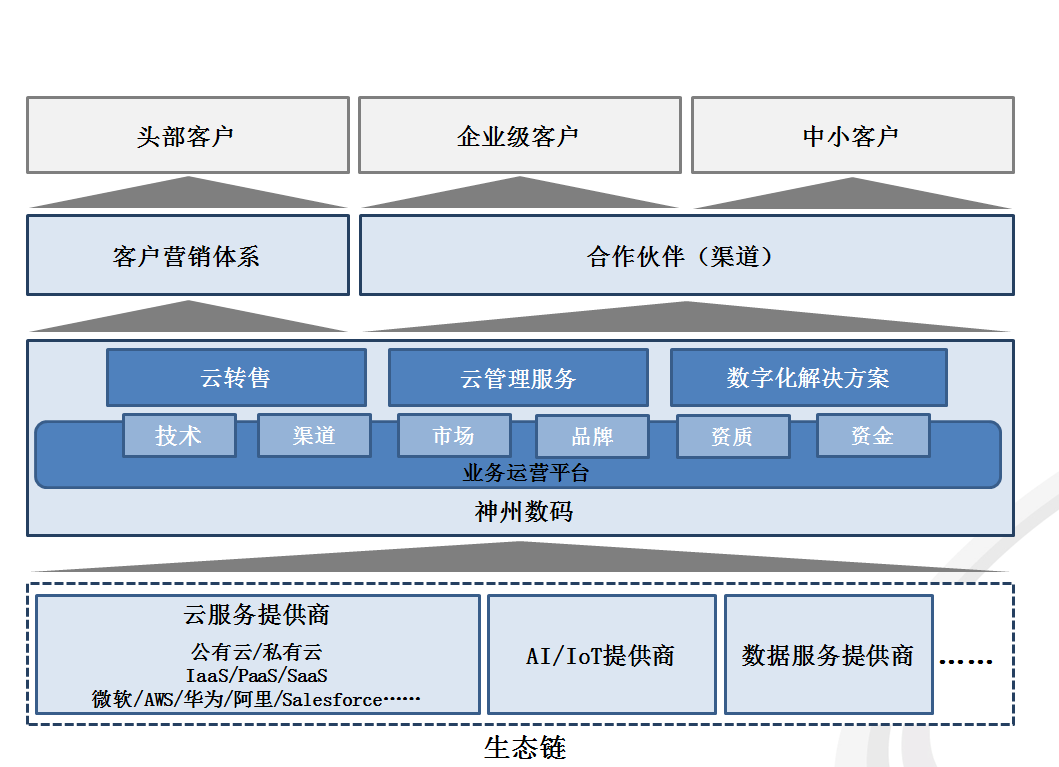 头部客户
企业级客户
中小客户
客户营销体系
合作伙伴（渠道）
云转售
云管理服务
数字化解决方案
技术
渠道
市场
品牌
资质
资金
业务运营平台
神州数码
云服务提供商
公有云/私有云
IaaS/PaaS/SaaS
微软/AWS/华为/阿里/Salesforce……
AI/IoT提供商
数据服务提供商
……
生态链